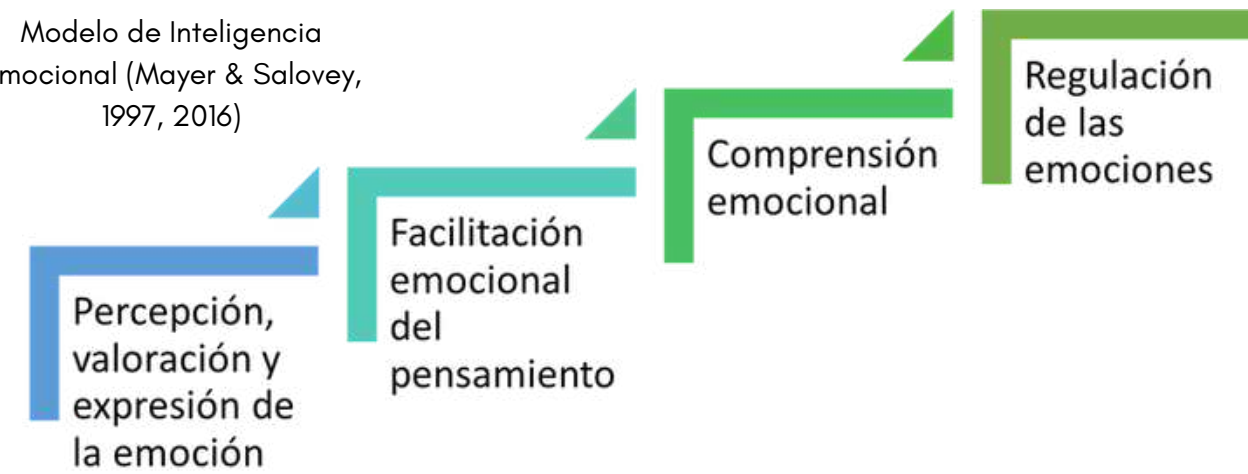 Modelo de Inteligencia
mocional (Mayer & Salovey,
1997, 2016)
Percepción,
valoración y
expresión de
la emoción
Facilitación
emocional
del
pensamiento
Comprensión
emocional
Regulación
de las
emociones